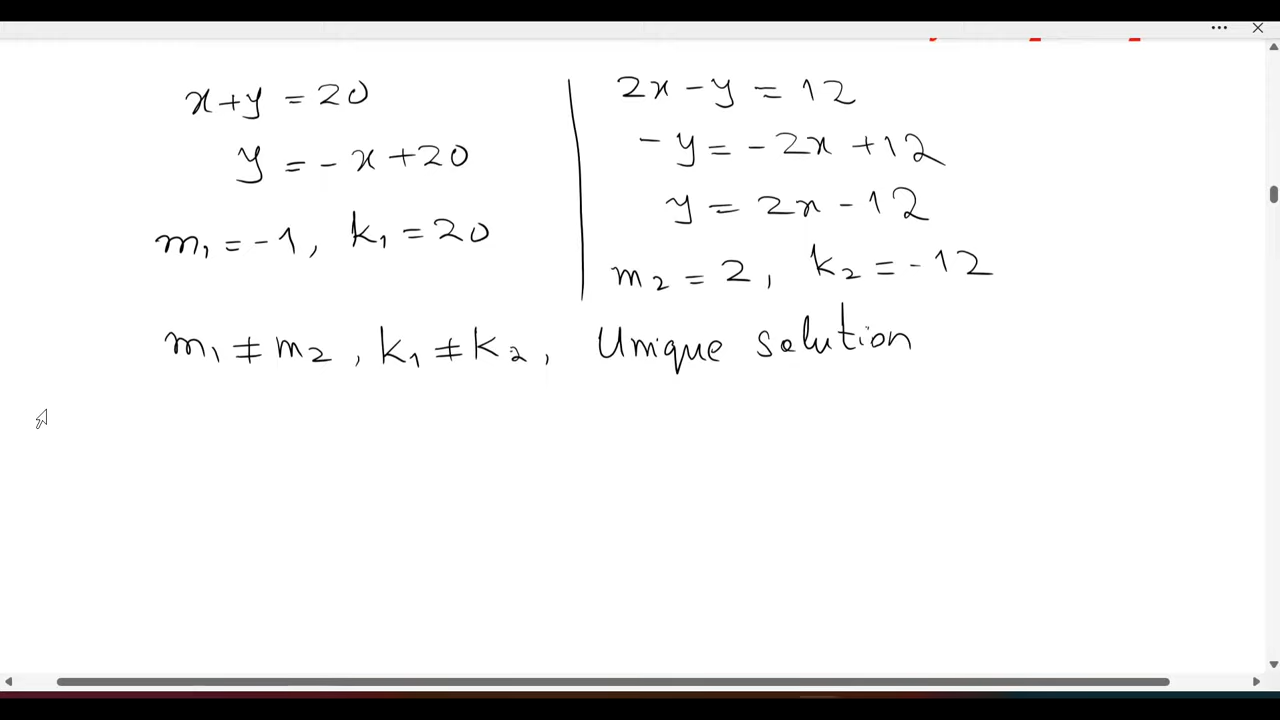 x+y = 20
y = -x+20
m₁ = -1, k₁ = 20
2x - y = 12
-y = -2x +12
y = 2x - 12
m₂ = 2, k₂ = -12
m₁ ≠ m₂, k₁ ≠ k₂, Unique solution